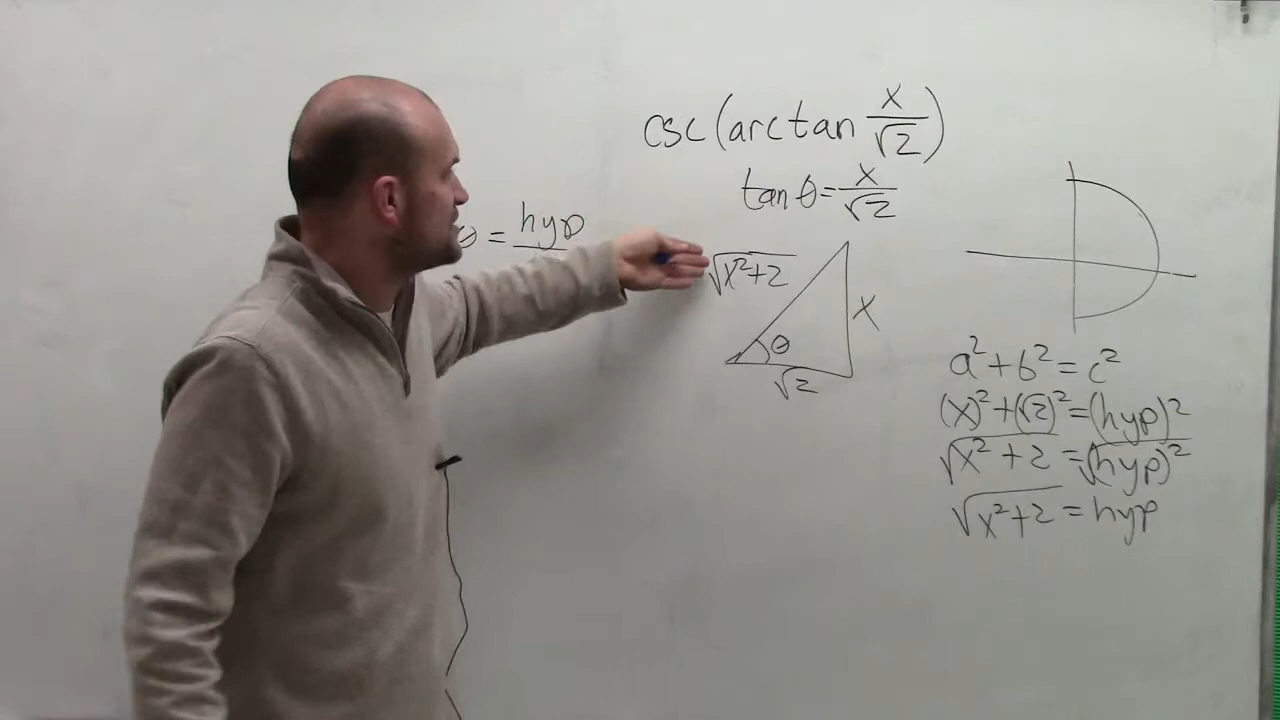 csc(arctan x/√2)
tan θ = x/√2
θ = hyp
√x²+2
x
θ
√2
a² + b² = c²
(x)² + (√2)² = (hyp)²
√x² + 2 = √(hyp)²
√x²+2 = hyp